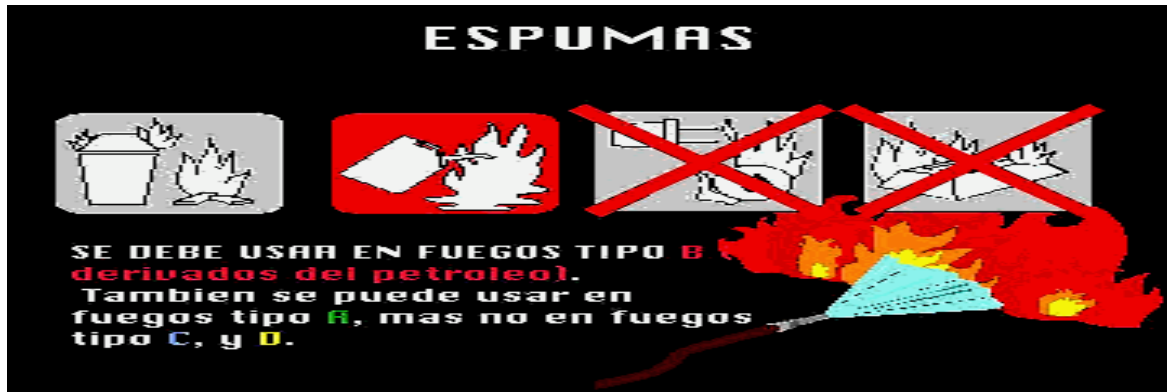 ESPUMAS
SE DEBE USAR EN FUEGOS TIPO B (
derivados del petroleo).
Tambien se puede usar en
fuegos tipo A, mas no en fuegos
tipo C, y D.